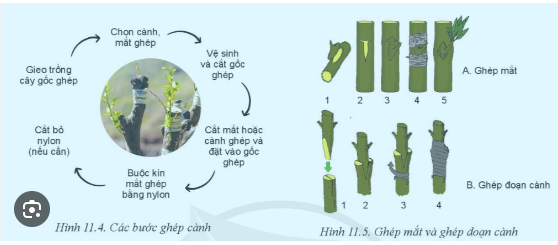 Chọn cành,
mắt ghép
Vệ sinh
và cắt gốc
ghép
Cắt mắt hoặc
cành ghép và
đặt vào gốc
ghép
Buộc kín
mắt ghép
bằng nylon
Cắt bỏ
nylon
(nếu cần)
Gieo trồng
cây gốc ghép
Hình 11.4. Các bước ghép cành
1 2 3 4 5
A. Ghép mắt
1 2 3 4
B. Ghép đoạn cành
Hình 11.5. Ghép mắt và ghép đoạn cành